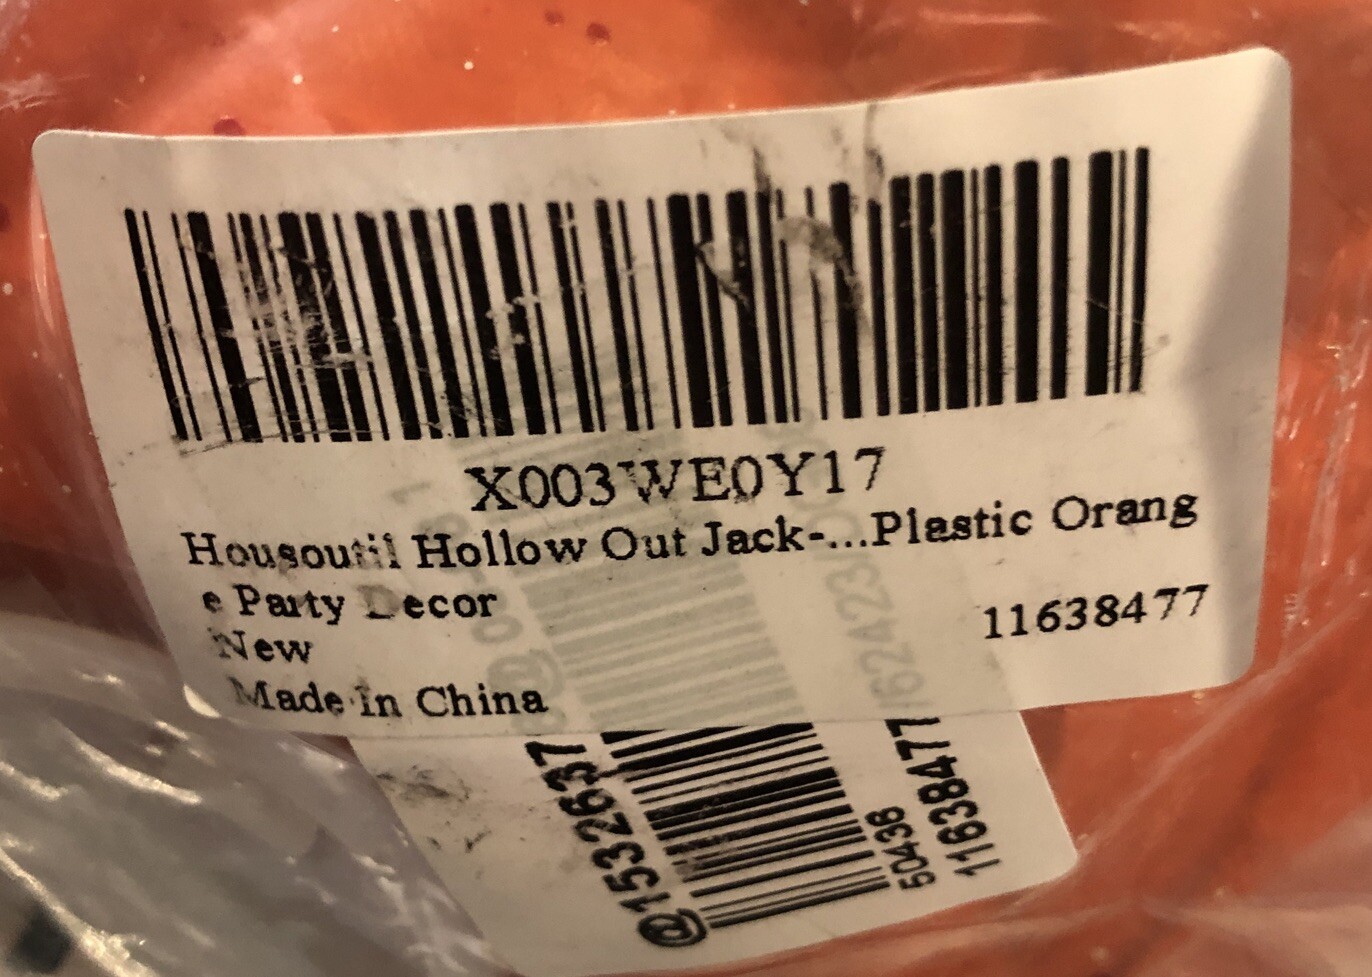 X003WE0Y17
Housoutil Hollow Out Jack-...Plastic Orang
e Party Decor
New
11638477
Made In China
@1532637
50436
11638477